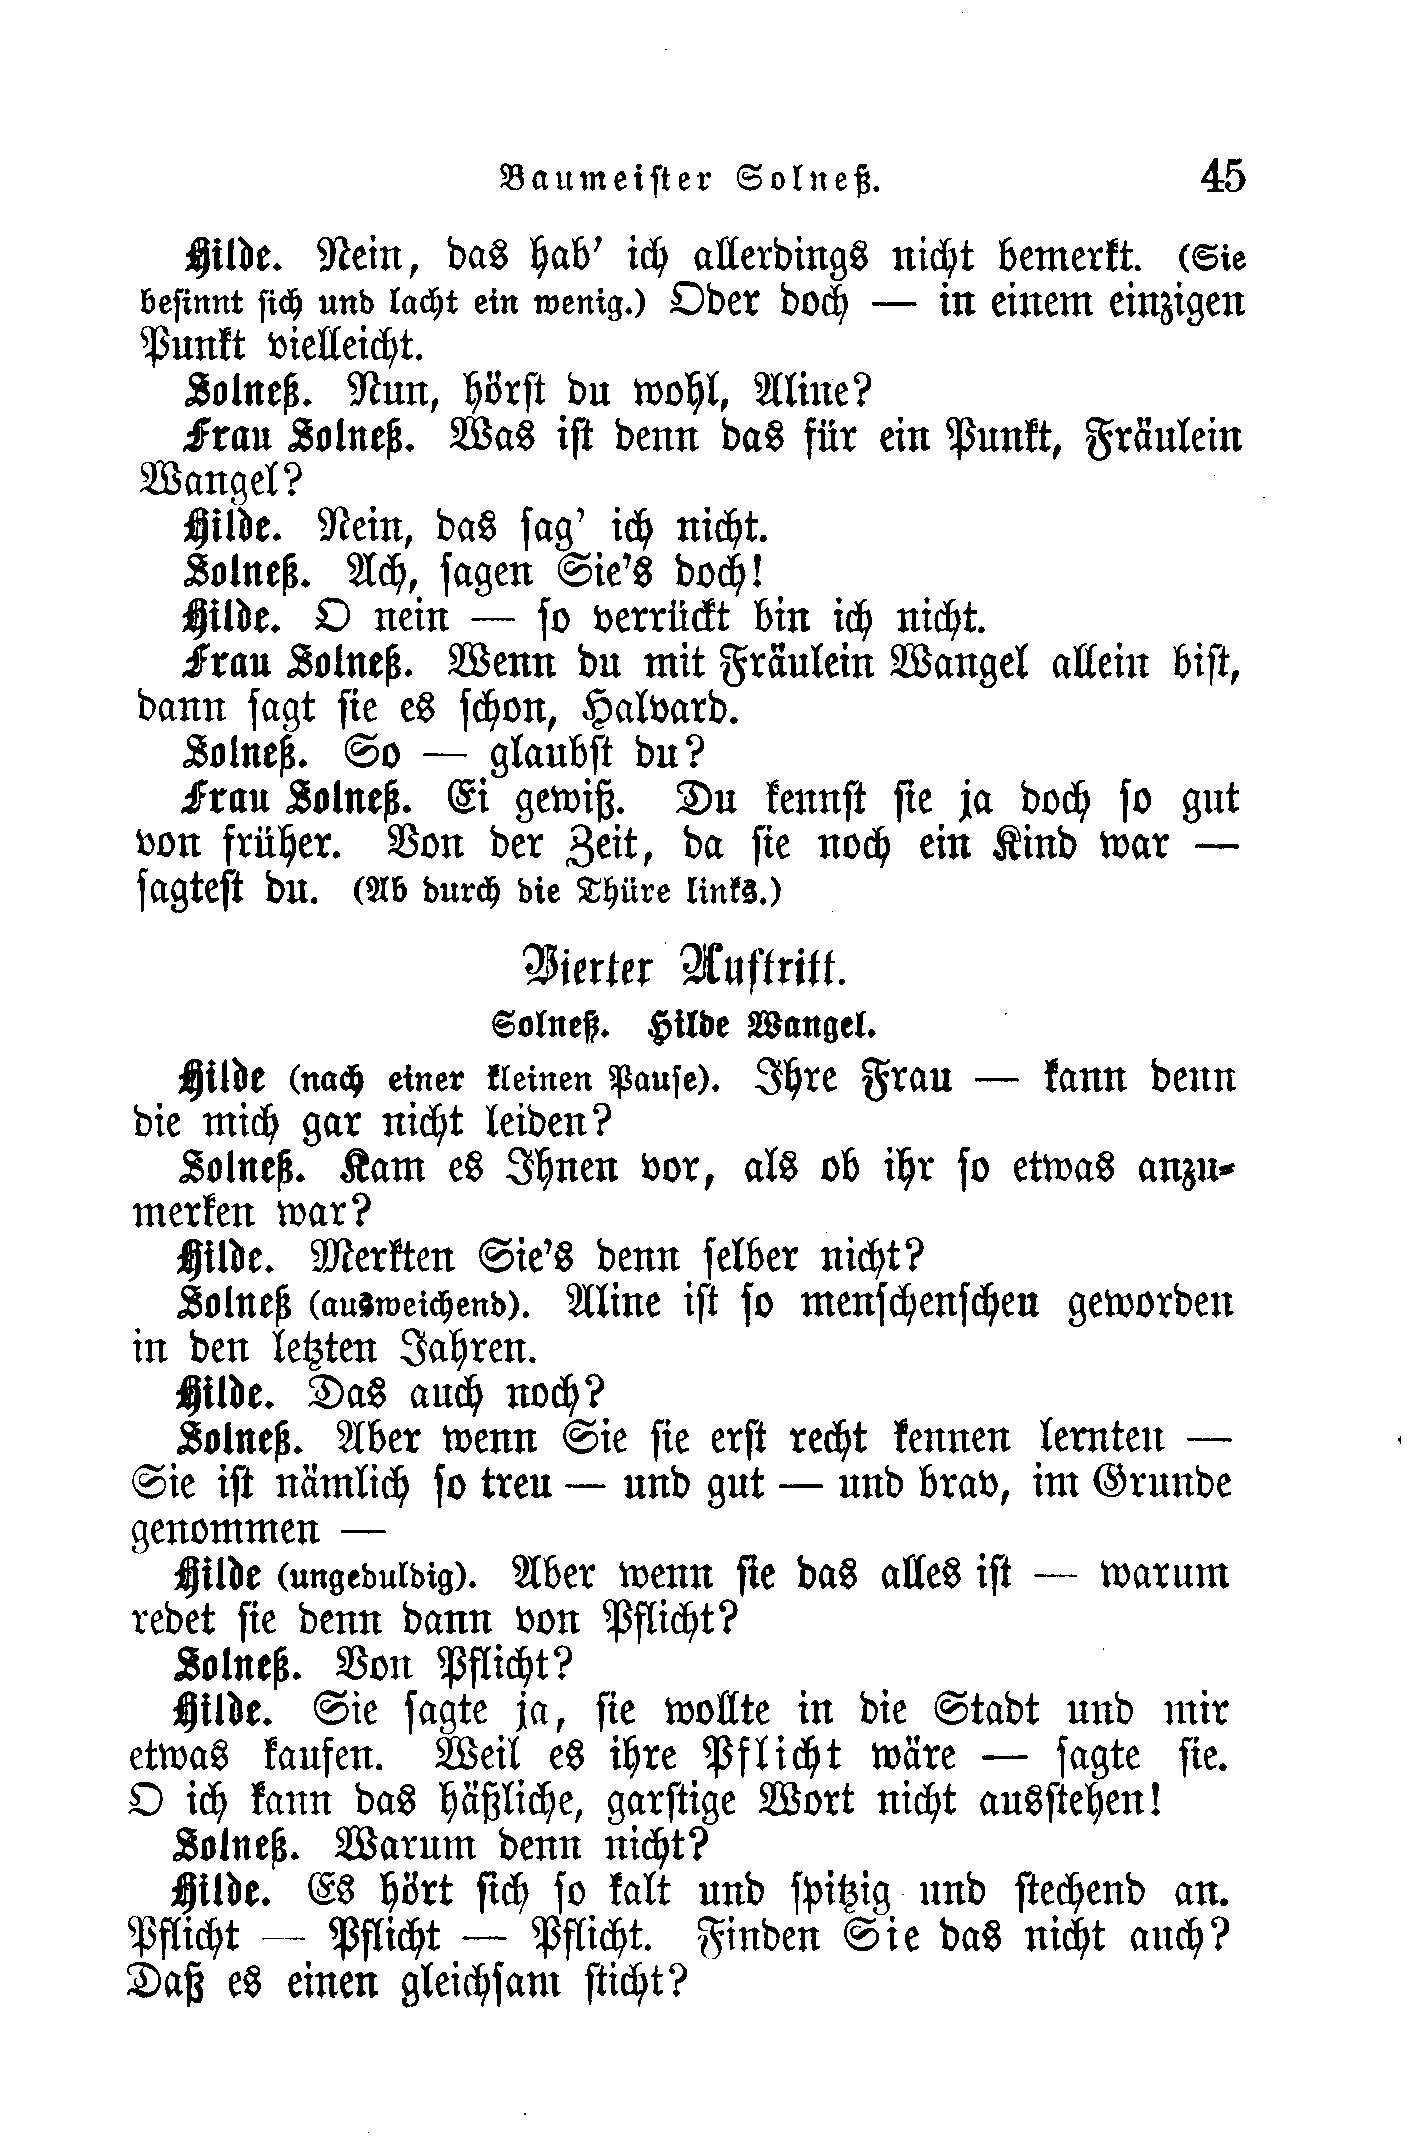 Baumeister Solneß. 45
Hilde. Nein, das hab' ich allerdings nicht bemerkt. (Sie
besinnt sich und lacht ein wenig.) Oder doch — in einem einzigen
Punkt vielleicht.
Solneß. Nun, hörst du wohl, Aline?
Frau Solneß. Was ist denn das für ein Punkt, Fräulein
Wangel?
Hilde. Nein, das sag' ich nicht.
Solneß. Ach, sagen Sie's doch!
Hilde. O nein — so verrückt bin ich nicht.
Frau Solneß. Wenn du mit Fräulein Wangel allein bist,
dann sagt sie es schon, Halvard.
Solneß. So — glaubst du?
Frau Solneß. Ei gewiß. Du kennst sie ja doch so gut
von früher. Von der Zeit, da sie noch ein Kind war —
sagtest du. (Ab durch die Thüre links.)
Vierter Auftritt.
Solneß. Hilde Wangel.
Hilde (nach einer kleinen Pause). Ihre Frau — kann denn
die mich gar nicht leiden?
Solneß. Kam es Ihnen vor, als ob ihr so etwas anzu-
merken war?
Hilde. Merkten Sie's denn selber nicht?
Solneß (ausweichend). Aline ist so menschenscheu geworden
in den letzten Jahren.
Hilde. Das auch noch?
Solneß. Aber wenn Sie sie erst recht kennen lernten —
Sie ist nämlich so treu — und gut — und brav, im Grunde
genommen —
Hilde (ungeduldig). Aber wenn sie das alles ist — warum
redet sie denn dann von Pflicht?
Solneß. Von Pflicht?
Hilde. Sie sagte ja, sie wollte in die Stadt und mir
etwas kaufen. Weil es ihre Pflicht wäre — sagte sie.
O ich kann das häßliche, garstige Wort nicht ausstehen!
Solneß. Warum denn nicht?
Hilde. Es hört sich so kalt und spitzig und stechend an.
Pflicht — Pflicht — Pflicht. Finden Sie das nicht auch?
Daß es einen gleichsam sticht?